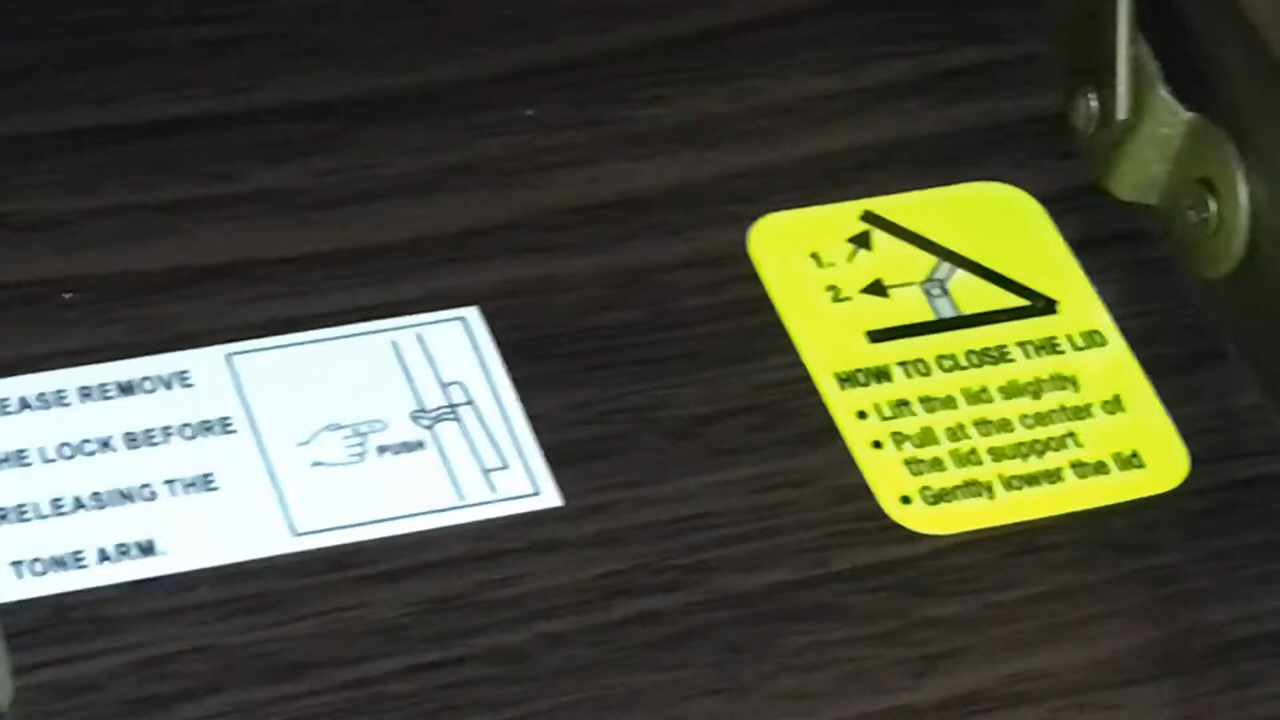 EASE REMOVE
HE LOCK BEFORE
RELEASING THE
TONE ARM.
PUSH
1.
2.
HOW TO CLOSE THE LID
• Lift the lid slightly
• Pull at the center of
the lid support
• Gently lower the lid